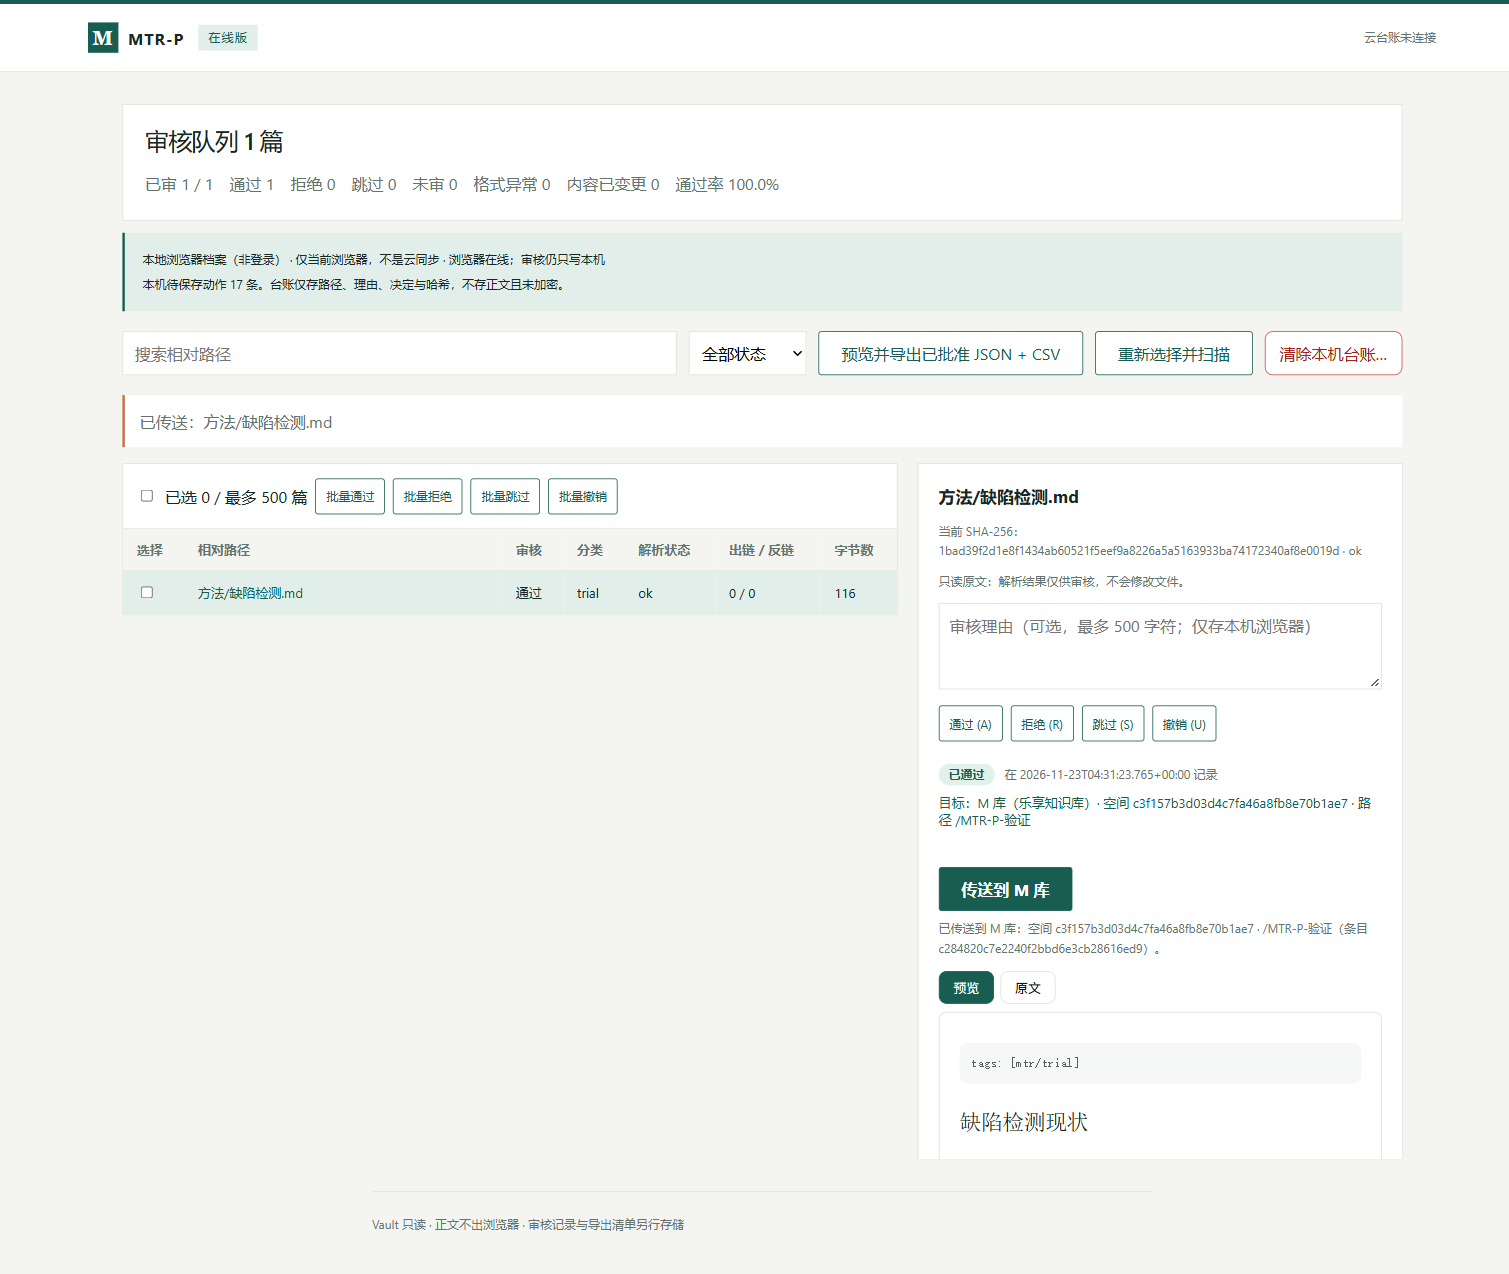 M MTR-P 在线版 云台账未连接
审核队列 1 篇
已审 1 / 1 通过 1 拒绝 0 跳过 0 未审 0 格式异常 0 内容已变更 0 通过率 100.0%
本地浏览器档案（非登录） · 仅当前浏览器，不是云同步 · 浏览器在线；审核仍只写本机
本机待保存动作 17 条。台账仅存路径、理由、决定与哈希，不存正文且未加密。
搜索相对路径 全部状态 预览并导出已批准 JSON + CSV 重新选择并扫描 清除本机台账...
已传送：方法/缺陷检测.md
已选 0 / 最多 500 篇 批量通过 批量拒绝 批量跳过 批量撤销
选择 相对路径 审核 分类 解析状态 出链 / 反链 字节数
方法/缺陷检测.md 通过 trial ok 0 / 0 116
方法/缺陷检测.md
当前 SHA-256：
1bad39f2d1e8f1434ab60521f5eef9a8226a5a5163933ba74172340af8e0019d · ok
只读原文：解析结果仅供审核，不会修改文件。
审核理由（可选，最多 500 字符；仅存本机浏览器）
通过 (A) 拒绝 (R) 跳过 (S) 撤销 (U)
已通过 在 2026-11-23T04:31:23.765+00:00 记录
目标：M 库（乐享知识库） · 空间 c3f157b3d03d4c7fa46a8fb8e70b1ae7 · 路
径 /MTR-P-验证
传送到 M 库
已传送到 M 库：空间 c3f157b3d03d4c7fa46a8fb8e70b1ae7 · /MTR-P-验证（条目
c284820c7e2240f2bbd6e3cb28616ed9）。
预览 原文
tags: [mtr/trial]
缺陷检测现状
Vault 只读 · 正文不出浏览器 · 审核记录与导出清单另行存储